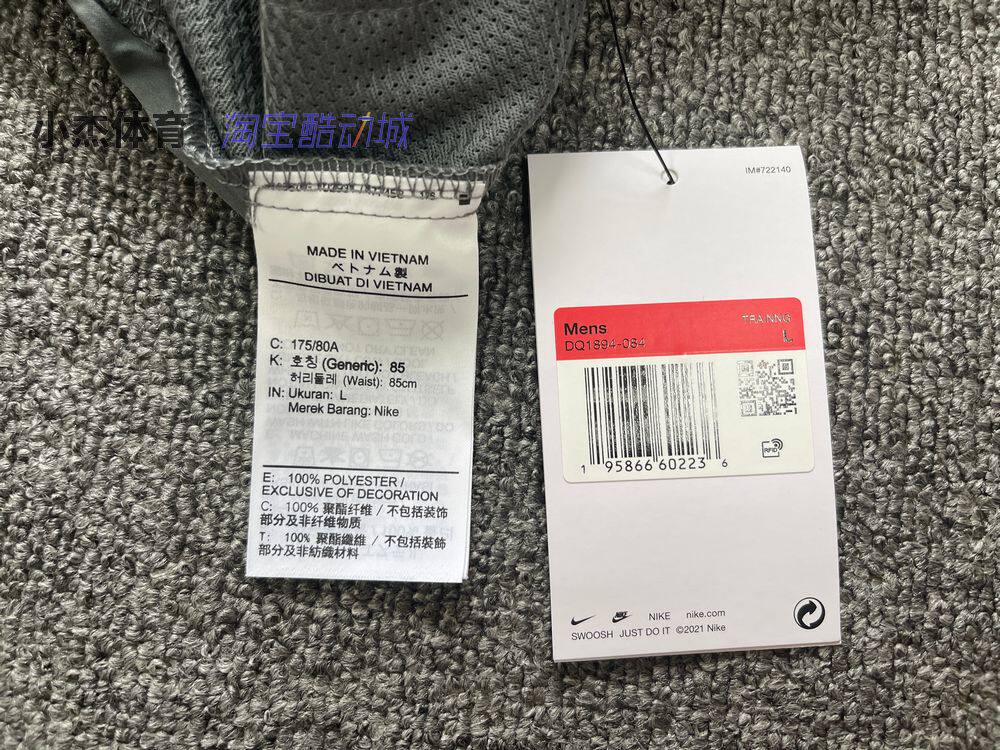 小杰体育 淘宝酷动城
MADE IN VIETNAM
ベトナム製
DIBUAT DI VIETNAM
C: 175/80A
K: 호칭 (Generic): 85
허리둘레 (Waist): 85cm
IN: Ukuran: L
Merek Barang: Nike
E: 100% POLYESTER /
EXCLUSIVE OF DECORATION
C: 100% 聚酯纤维 / 不包括装饰
部分及非纤维物质
T: 100% 聚酯纖維 / 不包括裝飾
部分及非紡織材料
IM#722140
Mens
TRAINING
DQ1894-084
L
1 95866 60223 6
RFID
NIKE nike.com
SWOOSH JUST DO IT ©2021 Nike